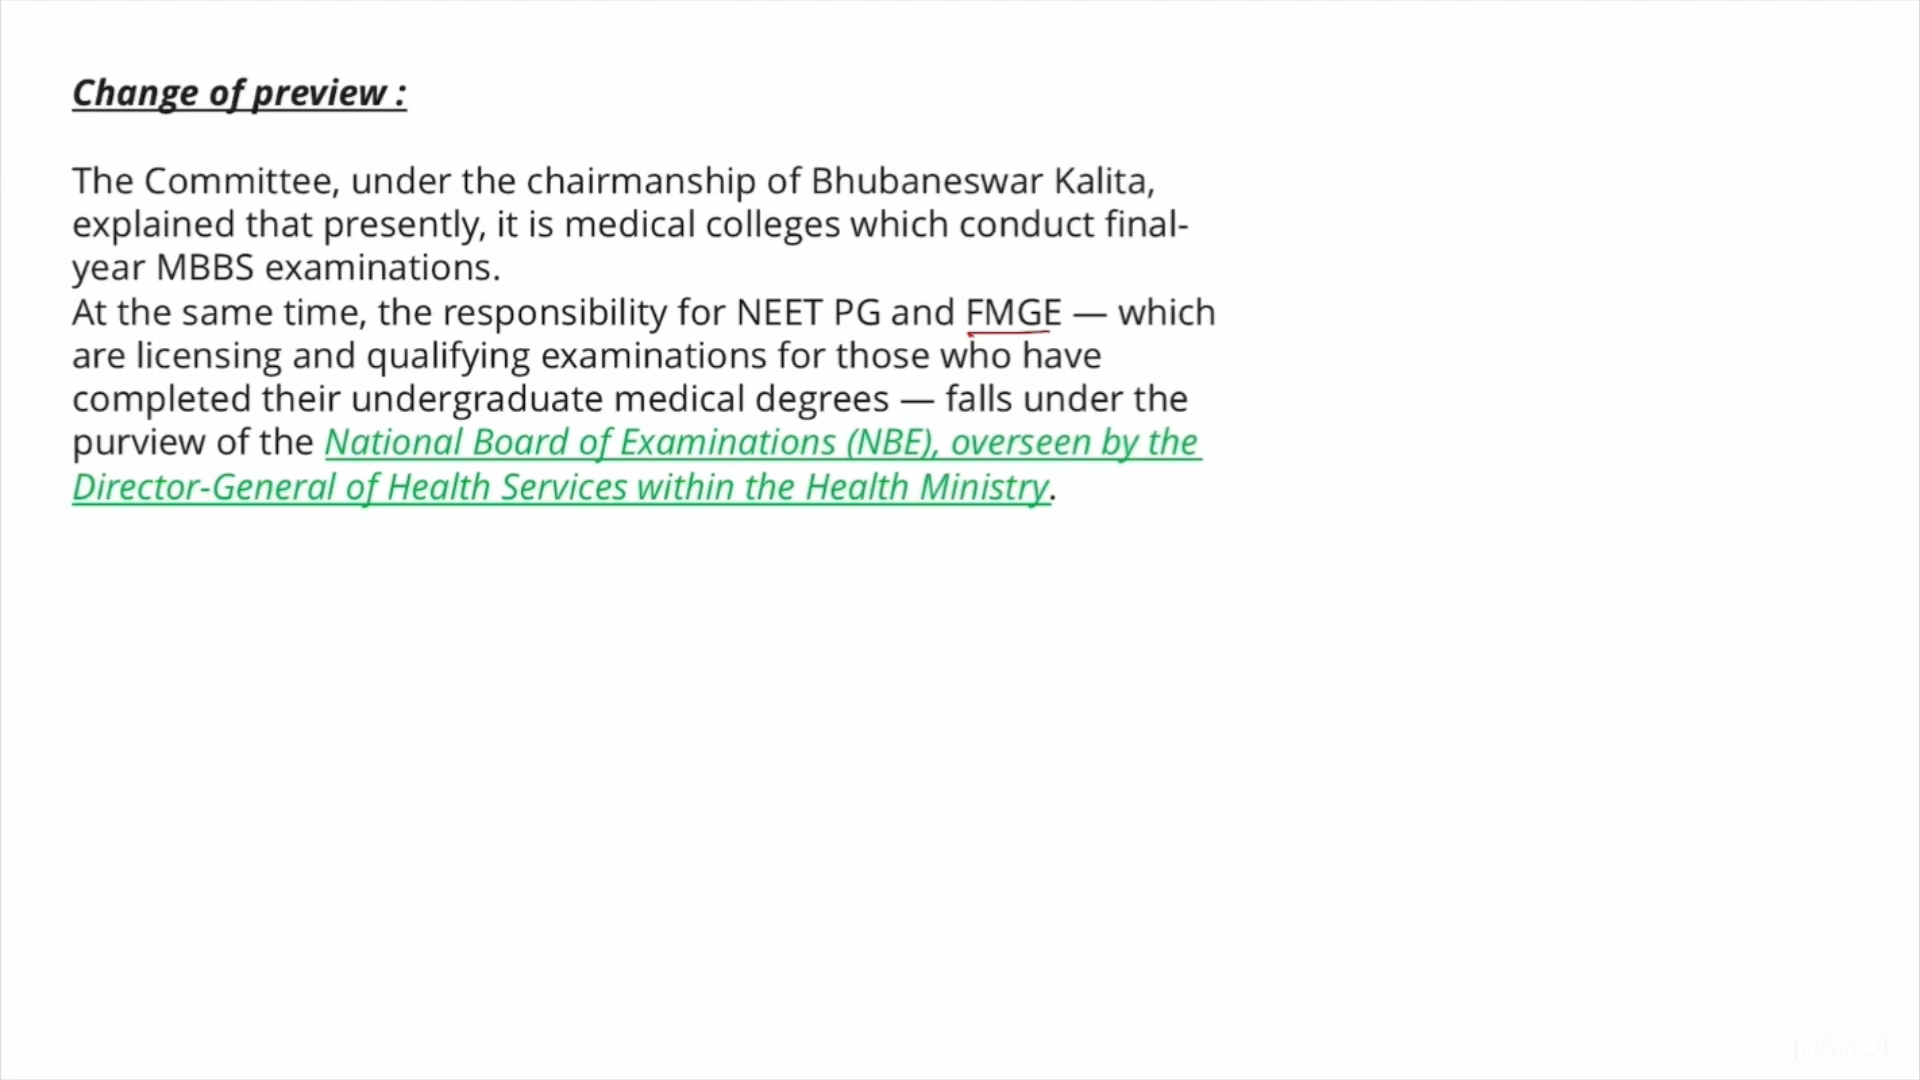 Change of preview :
The Committee, under the chairmanship of Bhubaneswar Kalita,
explained that presently, it is medical colleges which conduct final-
year MBBS examinations.
At the same time, the responsibility for NEET PG and FMGE — which
are licensing and qualifying examinations for those who have
completed their undergraduate medical degrees — falls under the
purview of the National Board of Examinations (NBE), overseen by the
Director-General of Health Services within the Health Ministry.